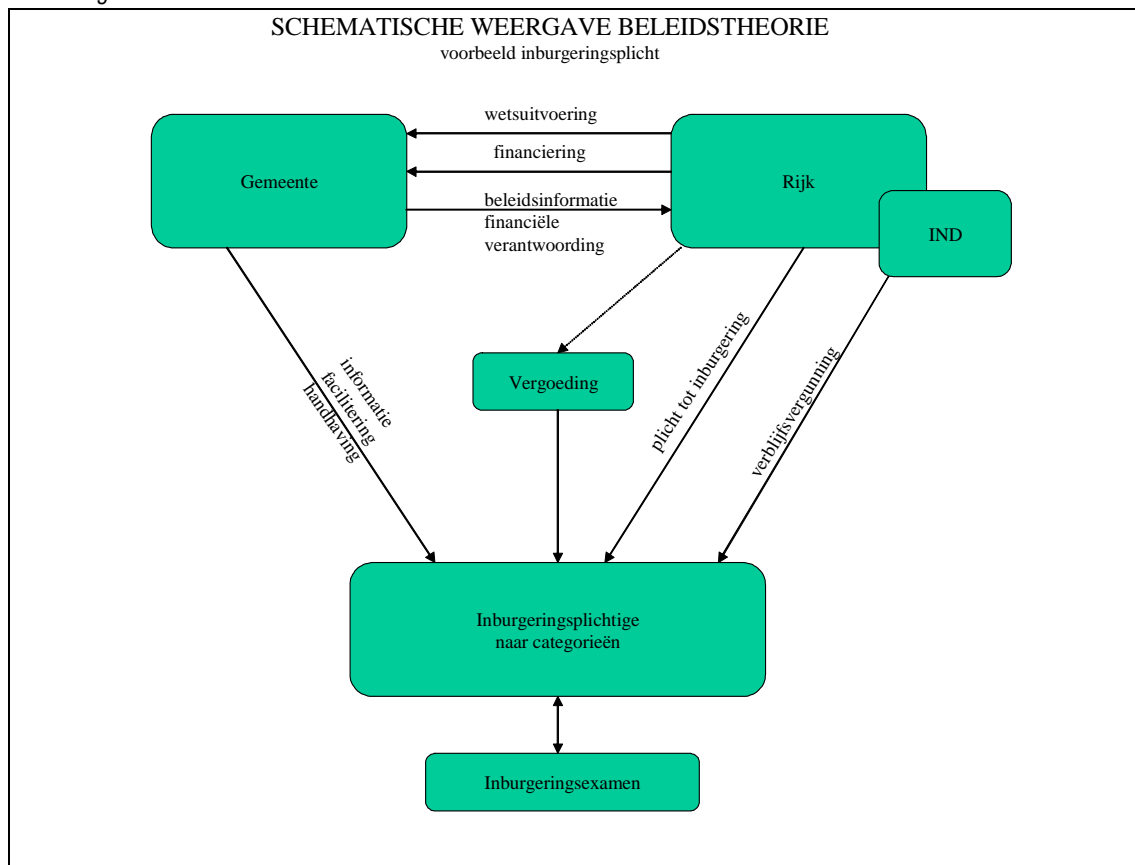 SCHEMATISCHE WEERGAVE BELEIDSTHEORIE
voorbeeld inburgeringsplicht
wetsuitvoering
financiering
Gemeente
Rijk
beleidsinformatie
financiële
verantwoording
IND
informatie
facilitering
handhaving
Vergoeding
plicht tot inburgering
verblijfsvergunning
Inburgeringsplichtige
naar categorieën
Inburgeringsexamen